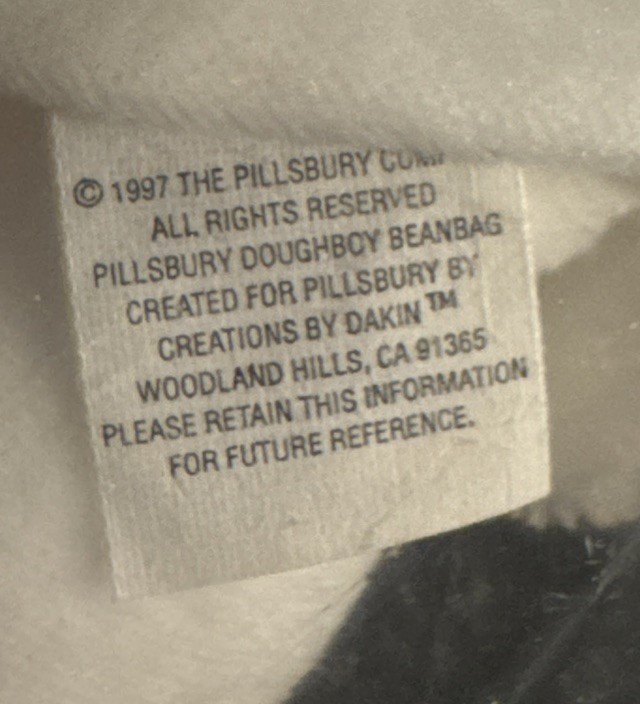 © 1997 THE PILLSBURY
ALL RIGHTS RESERVED
PILLSBURY DOUGHBOY BEANBAG
CREATED FOR PILLSBURY BY
CREATIONS BY DAKIN ™
WOODLAND HILLS, CA 91365
PLEASE RETAIN THIS INFORMATION
FOR FUTURE REFERENCE.